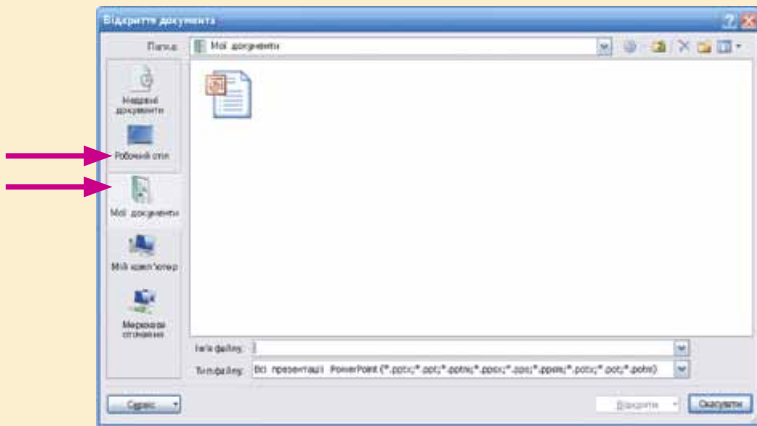 Відкриття документа
Папка: Мої документи
Недавні
документи
Робочий стіл
Мої документи
Мій комп'ютер
Мережеве
оточення
Ім'я файлу:
Тип файлу: Всі презентації PowerPoint (*.pptx;*.ppt;*.pptm;*.ppsx;*.pps;*.ppsm;*.potx;*.pot;*.potm)
Сервіс
Відкрити
Скасувати